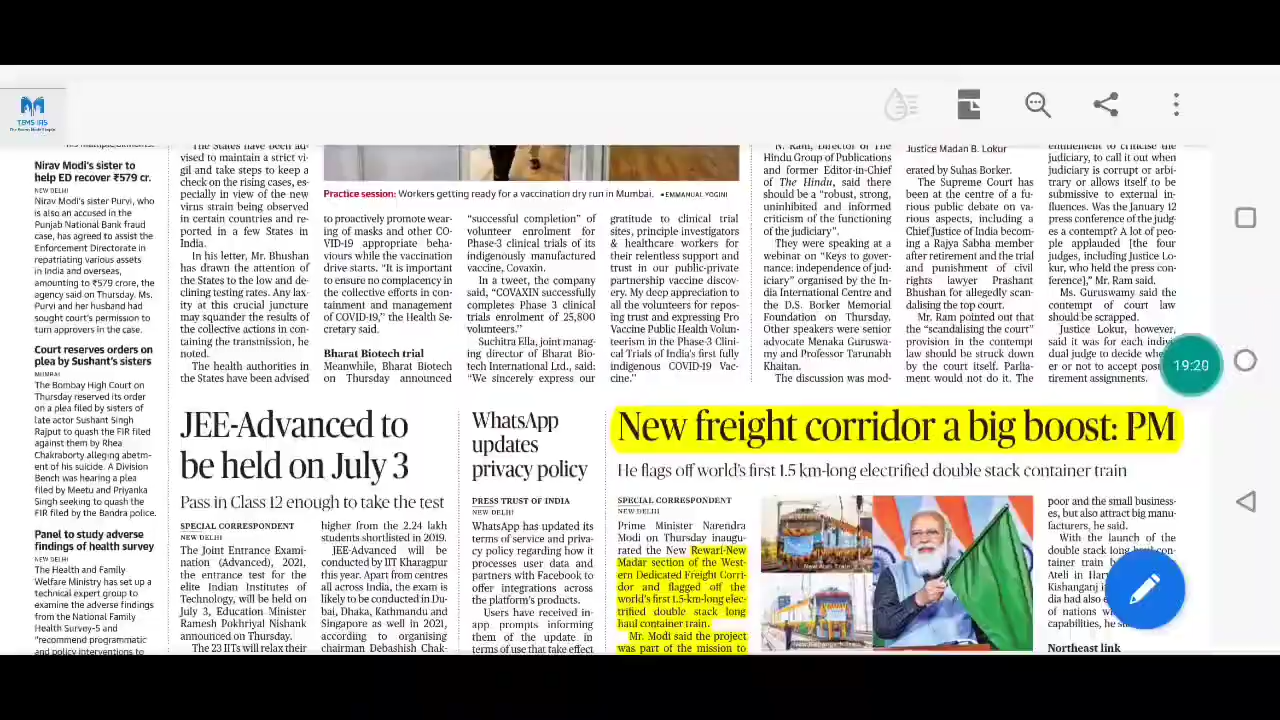 TEMS IAS
Nirav Modi's sister to
help ED recover ₹579 cr.
NEW DELHI
Nirav Modi's sister Purvi, who
is also an accused in the
Punjab National Bank fraud
case, has agreed to assist the
Enforcement Directorate in
repatriating various assets
in India and overseas,
amounting to ₹579 crore, the
agency said on Thursday. Ms.
Purvi and her husband had
sought court's permission to
turn approvers in the case.
Court reserves orders on
plea by Sushant's sisters
MUMBAI
The Bombay High Court on
Thursday reserved its order
on a plea filed by sisters of
late actor Sushant Singh
Rajput to quash the FIR filed
against them by Rhea
Chakraborty alleging abetm-
ent of his suicide. A Division
Bench was hearing a plea
filed by Meetu and Priyanka
Singh seeking to quash the
FIR filed by the Bandra police.
Panel to study adverse
findings of health survey
NEW DELHI
The Health and Family
Welfare Ministry has set up a
technical expert group to
examine the adverse findings
from the National Family
Health Survey-5 and
"recommend programmatic
and policy interventions to
The States have been ad-
vised to maintain a strict vi-
gil and take steps to keep a
check on the rising cases, es-
pecially in view of the new
virus strain being observed
in certain countries and re-
ported in a few States in
India.
In his letter, Mr. Bhushan
has drawn the attention of
the States to the low and de-
clining testing rates. Any lax-
ity at this crucial juncture
may squander the results of
the collective actions in con-
taining the transmission, he
noted.
The health authorities in
the States have been advised
Practice session: Workers getting ready for a vaccination dry run in Mumbai. • EMMANUAL YOGINI
to proactively promote wear-
ing of masks and other CO-
VID-19 appropriate beha-
viours while the vaccination
drive starts. "It is important
to ensure no complacency in
the collective efforts in con-
tainment and management
of COVID-19," the Health Se-
cretary said.
Bharat Biotech trial
Meanwhile, Bharat Biotech
on Thursday announced
"successful completion" of
volunteer enrolment for
Phase-3 clinical trials of its
indigenously manufactured
vaccine, Covaxin.
In a tweet, the company
said, "COVAXIN successfully
completes Phase 3 clinical
trials enrolment of 25,800
volunteers."
Suchitra Ella, joint manag-
ing director of Bharat Bio-
tech International Ltd., said:
"We sincerely express our
gratitude to clinical trial
sites, principle investigators
& healthcare workers for
their relentless support and
trust in our public-private
partnership vaccine discov-
ery. My deep appreciation to
all the volunteers for repos-
ing trust and expressing Pro
Vaccine Public Health Volun-
teerism in the Phase-3 Clini-
cal Trials of India's first fully
indigenous COVID-19 Vac-
cine."
N. Ram, Director of The
Hindu Group of Publications
and former Editor-in-Chief
of The Hindu, said there
should be a "robust, strong,
uninhibited and informed
criticism of the functioning
of the judiciary".
They were speaking at a
webinar on "Keys to gover-
nance: independence of jud-
iciary" organised by the In-
dia International Centre and
the D.S. Borker Memorial
Foundation on Thursday.
Other speakers were senior
advocate Menaka Guruswa-
my and Professor Tarunabh
Khaitan.
The discussion was mod-
Justice Madan B. Lokur
erated by Suhas Borker.
The Supreme Court has
been at the centre of a fu-
rious public debate on va-
rious aspects, including a
Chief Justice of India becom-
ing a Rajya Sabha member
after retirement and the trial
and punishment of civil
rights lawyer Prashant
Bhushan for allegedly scan-
dalising the top court.
Mr. Ram pointed out that
the "scandalising the court"
provision in the contempt
law should be struck down
by the court itself. Parlia-
ment would not do it. The
entitlement to criticise the
judiciary, to call it out when
judiciary is corrupt or arbi-
trary or allows itself to be
submissive to external in-
fluences. Was the January 12
press conference of the judg-
es a contempt? A lot of peo-
ple applauded [the four
judges, including Justice Lo-
kur, who held the press con-
ference]," Mr. Ram said.
Ms. Guruswamy said the
contempt of court law
should be scrapped.
Justice Lokur, however,
said it was for each indivi
dual judge to decide
er or not to accept
tirement assignments.
19:20
JEE-Advanced to
be held on July 3
Pass in Class 12 enough to take the test
SPECIAL CORRESPONDENT
NEW DELHI
The Joint Entrance Exami-
nation (Advanced), 2021,
the entrance test for the
elite Indian Institutes of
Technology, will be held on
July 3, Education Minister
Ramesh Pokhriyal Nishank
announced on Thursday.
The 23 IITs will relax their
higher from the 2.24 lakh
students shortlisted in 2019.
JEE-Advanced will be
conducted by IIT Kharagpur
this year. Apart from centres
all across India, the exam is
likely to be conducted in Du-
bai, Dhaka, Kathmandu and
Singapore as well in 2021,
according to organising
chairman Debashish Chak-
WhatsApp
updates
privacy policy
PRESS TRUST OF INDIA
NEW DELHI
WhatsApp has updated its
terms of service and priva-
cy policy regarding how it
processes user data and
partners with Facebook to
offer integrations across
the platform's products.
Users have received in-
app prompts informing
them of the update in
terms of use that take effect
New freight corridor a big boost: PM
He flags off world's first 1.5 km-long electrified double stack container train
SPECIAL CORRESPONDENT
NEW DELHI
Prime Minister Narendra
Modi on Thursday inaugu-
rated the New Rewari-New
Madar section of the West-
ern Dedicated Freight Corri-
dor and flagged off the
world's first 1.5-km-long elec-
trified double stack long
haul container train.
Mr. Modi said the project
was part of the mission to
poor and the small business-
es, but also attract big manu-
facturers, he said.
With the launch of the
double stack long con-
tainer train
Ateli in Har
Kishanganj i
dia had also
of nations w
capabilities, he
Northeast link